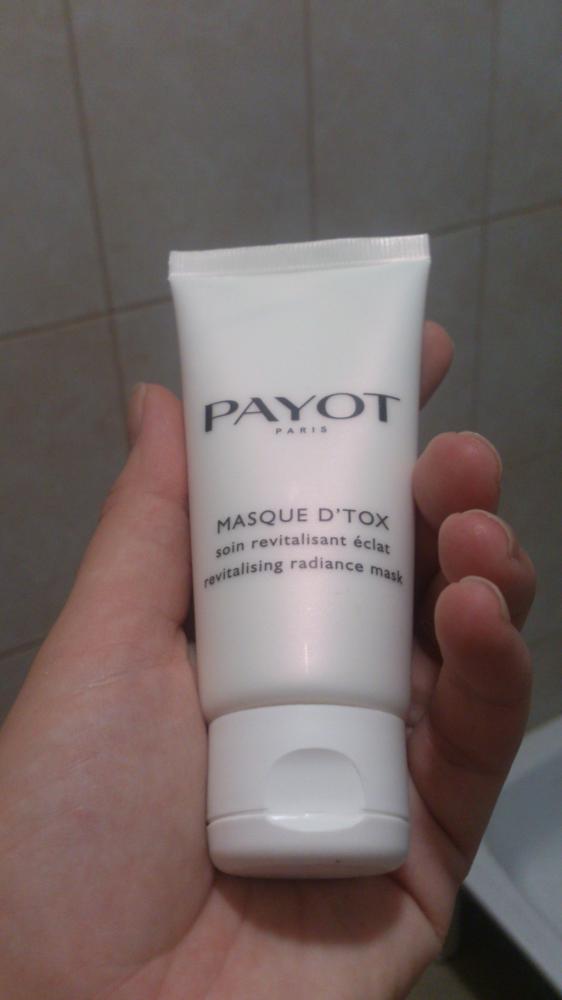 PAYOT
PARIS
MASQUE D'TOX
soin revitalisant éclat
revitalising radiance mask